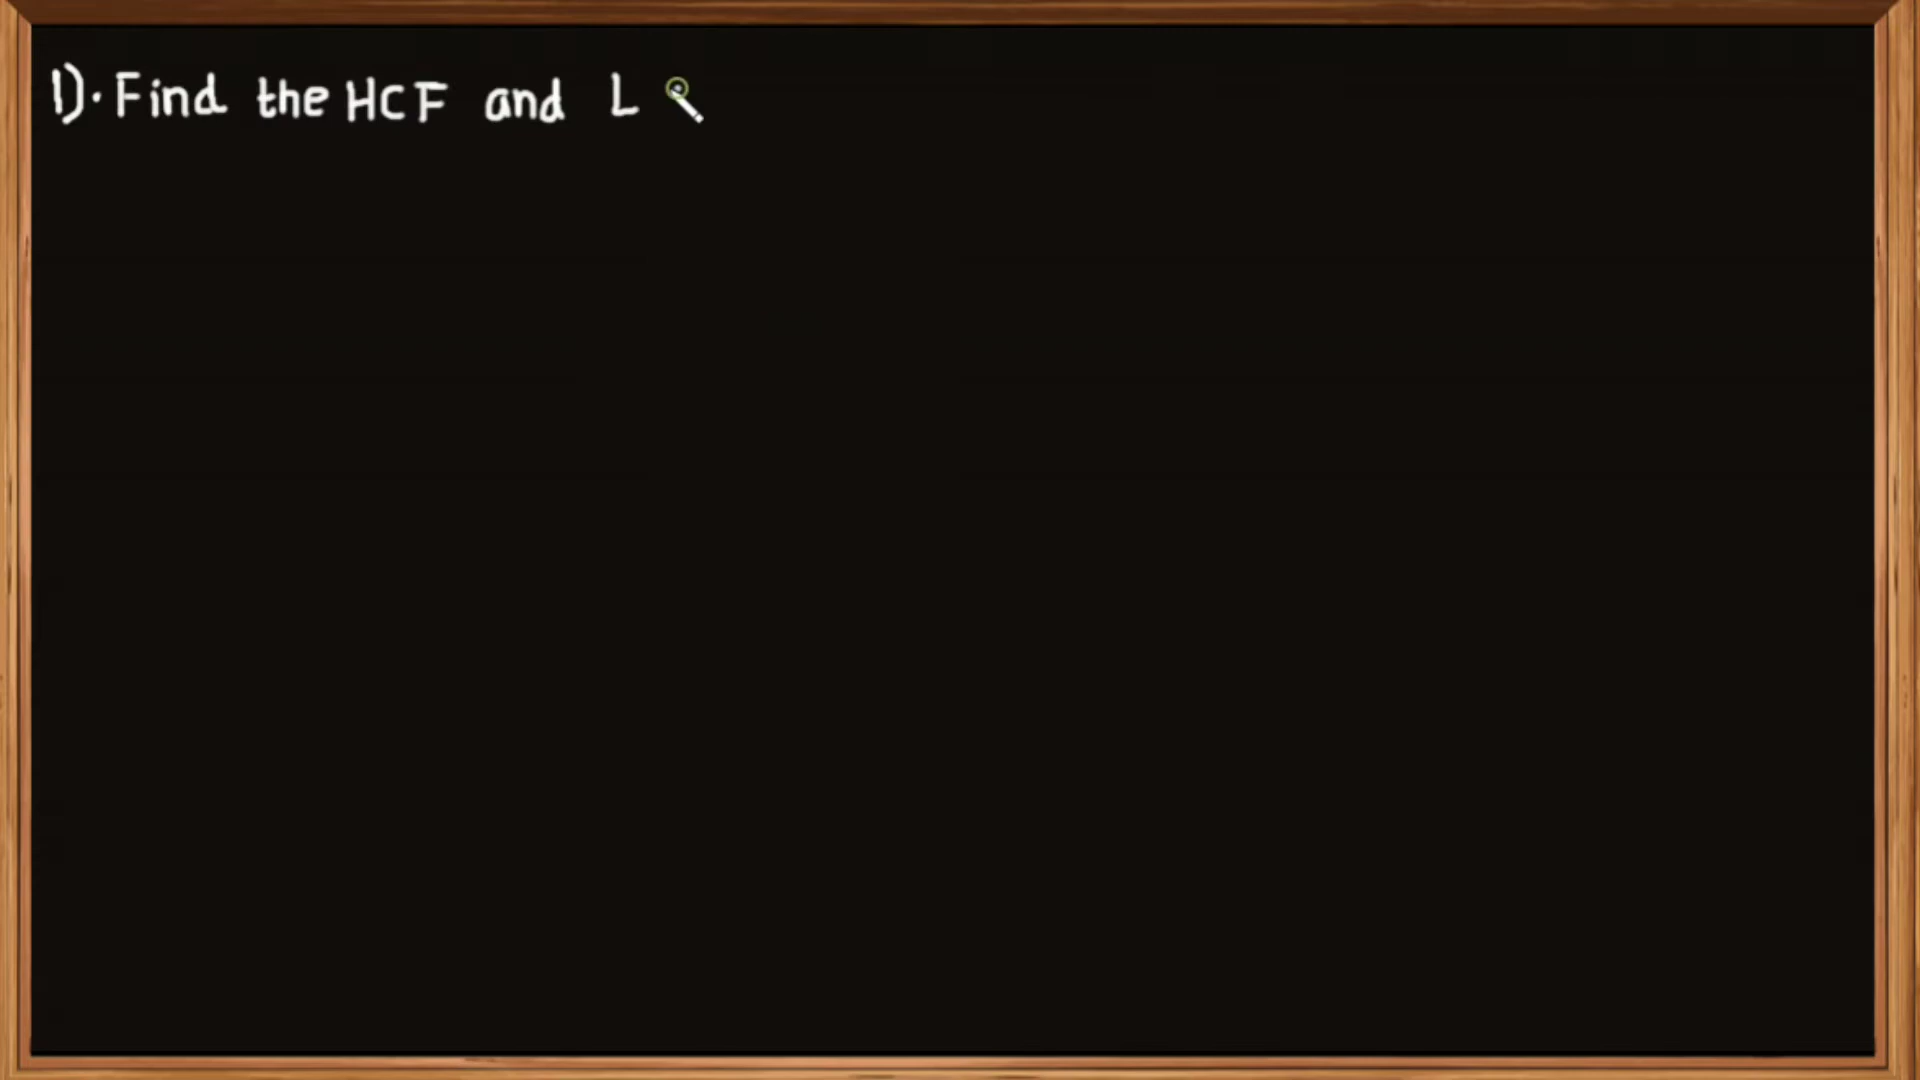 1). Find the HCF and L